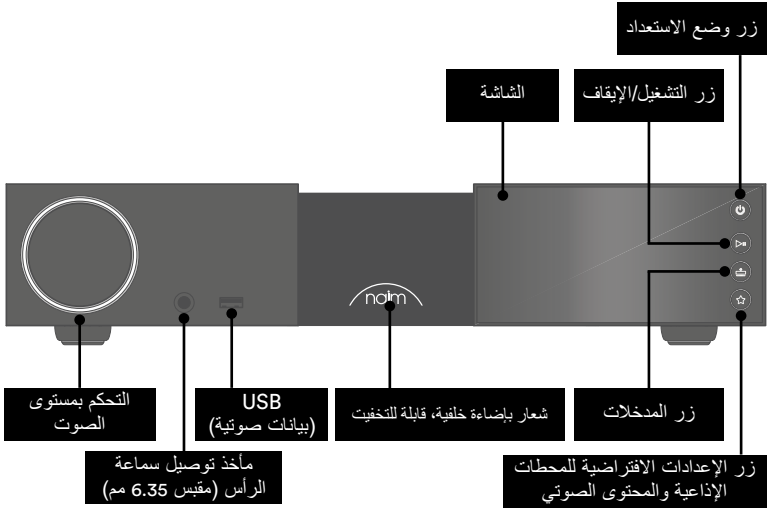 زر وضع الاستعداد
زر التشغيل/الإيقاف
الشاشة
naim
التحكم بمستوى
الصوت
USB
(بيانات صوتية)
شعار بإضاءة خلفية، قابلة للتخفيت
زر المدخلات
مأخذ توصيل سماعة
الرأس (مقبس 6.35 مم)
زر الإعدادات الافتراضية للمحطات
الإذاعية والمحتوى الصوتي